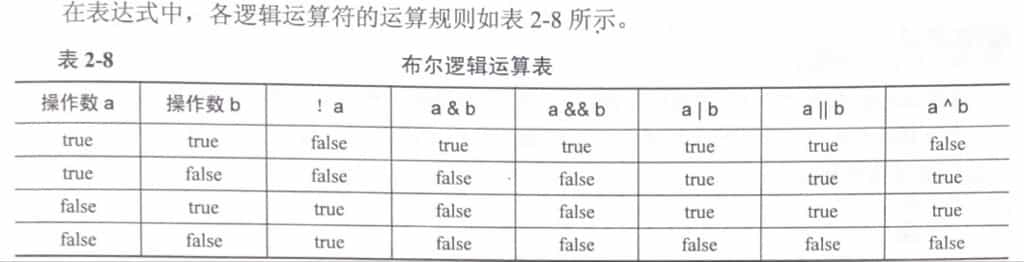 在表达式中，各逻辑运算符的运算规则如表 2-8 所示。
表 2-8 布尔逻辑运算表
操作数 a 操作数 b ！a a & b a && b a | b a || b a ^ b
true true false true true true true false
true false false false false true true true
false true true false false true true true
false false true false false false false false